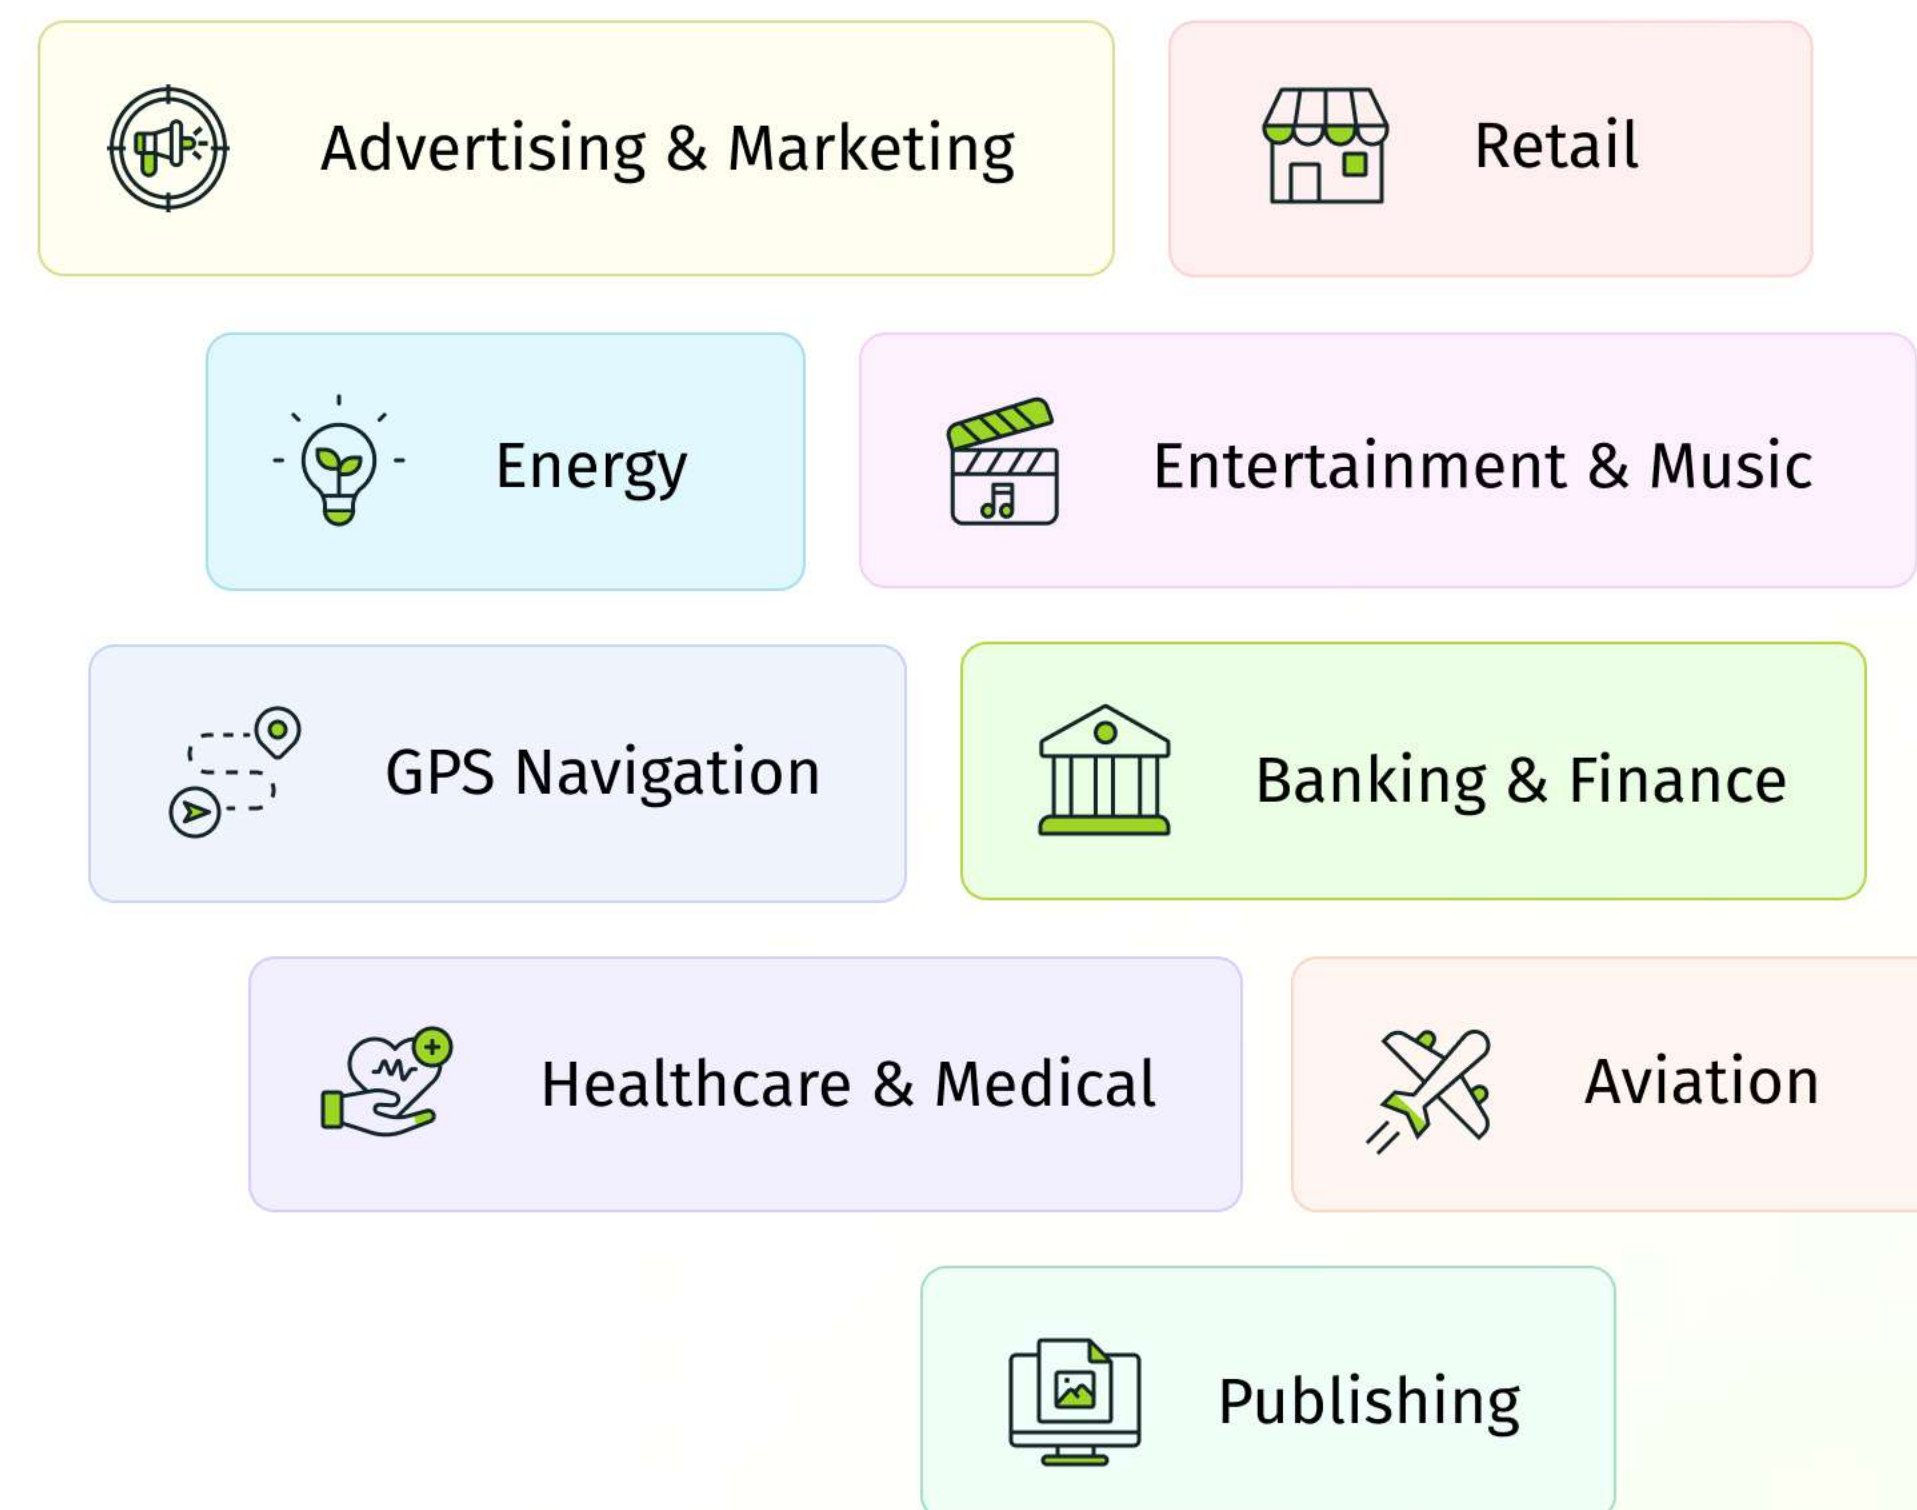 Advertising & Marketing
Retail
Energy
Entertainment & Music
GPS Navigation
Banking & Finance
Healthcare & Medical
Aviation
Publishing